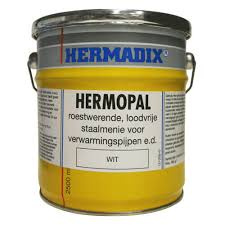 HERMADIX
HERMOPAL
roestwerende, loodvrije
staalmenie voor
verwarmingspijpen e.d.
WIT
2500 ml